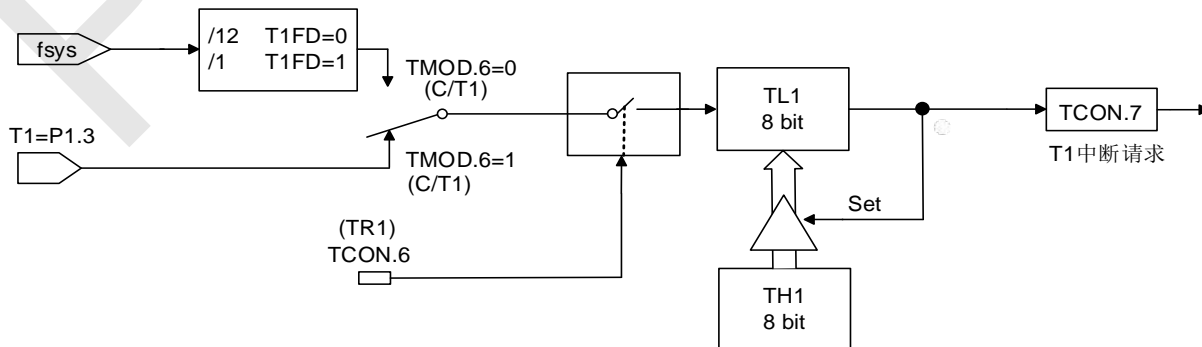 fsys
/12 T1FD=0
/1 T1FD=1
TMOD.6=0
(C/T1)
T1=P1.3
TMOD.6=1
(C/T1)
(TR1)
TCON.6
TL1
8 bit
TCON.7
T1中断请求
Set
TH1
8 bit